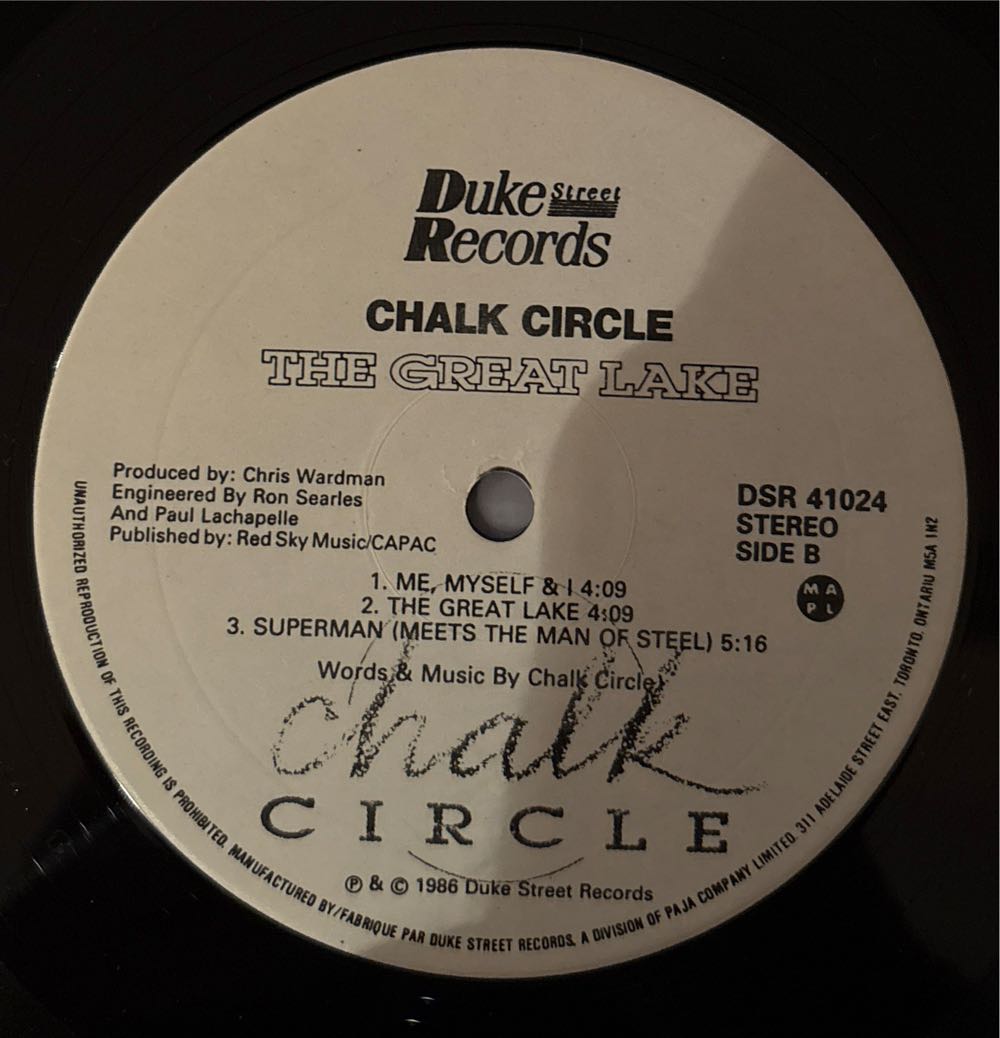 Duke Street
Records
CHALK CIRCLE
THE GREAT LAKE
Produced by: Chris Wardman
Engineered By Ron Searles
And Paul Lachapelle
Published by: Red Sky Music/CAPAC
DSR 41024
STEREO
SIDE B
M A
P L
1. ME, MYSELF & I 4:09
2. THE GREAT LAKE 4:09
3. SUPERMAN (MEETS THE MAN OF STEEL) 5:16
Words & Music By Chalk Circle
chalk
CIRCLE
℗ & © 1986 Duke Street Records
UNAUTHORIZED REPRODUCTION OF THIS RECORDING IS PROHIBITED. MANUFACTURED BY/FABRIQUE PAR DUKE STREET RECORDS, A DIVISION OF PAJA COMPANY LIMITED. 311 ADELAIDE STREET EAST. TORONTO. ONTARIU M5A 1N2